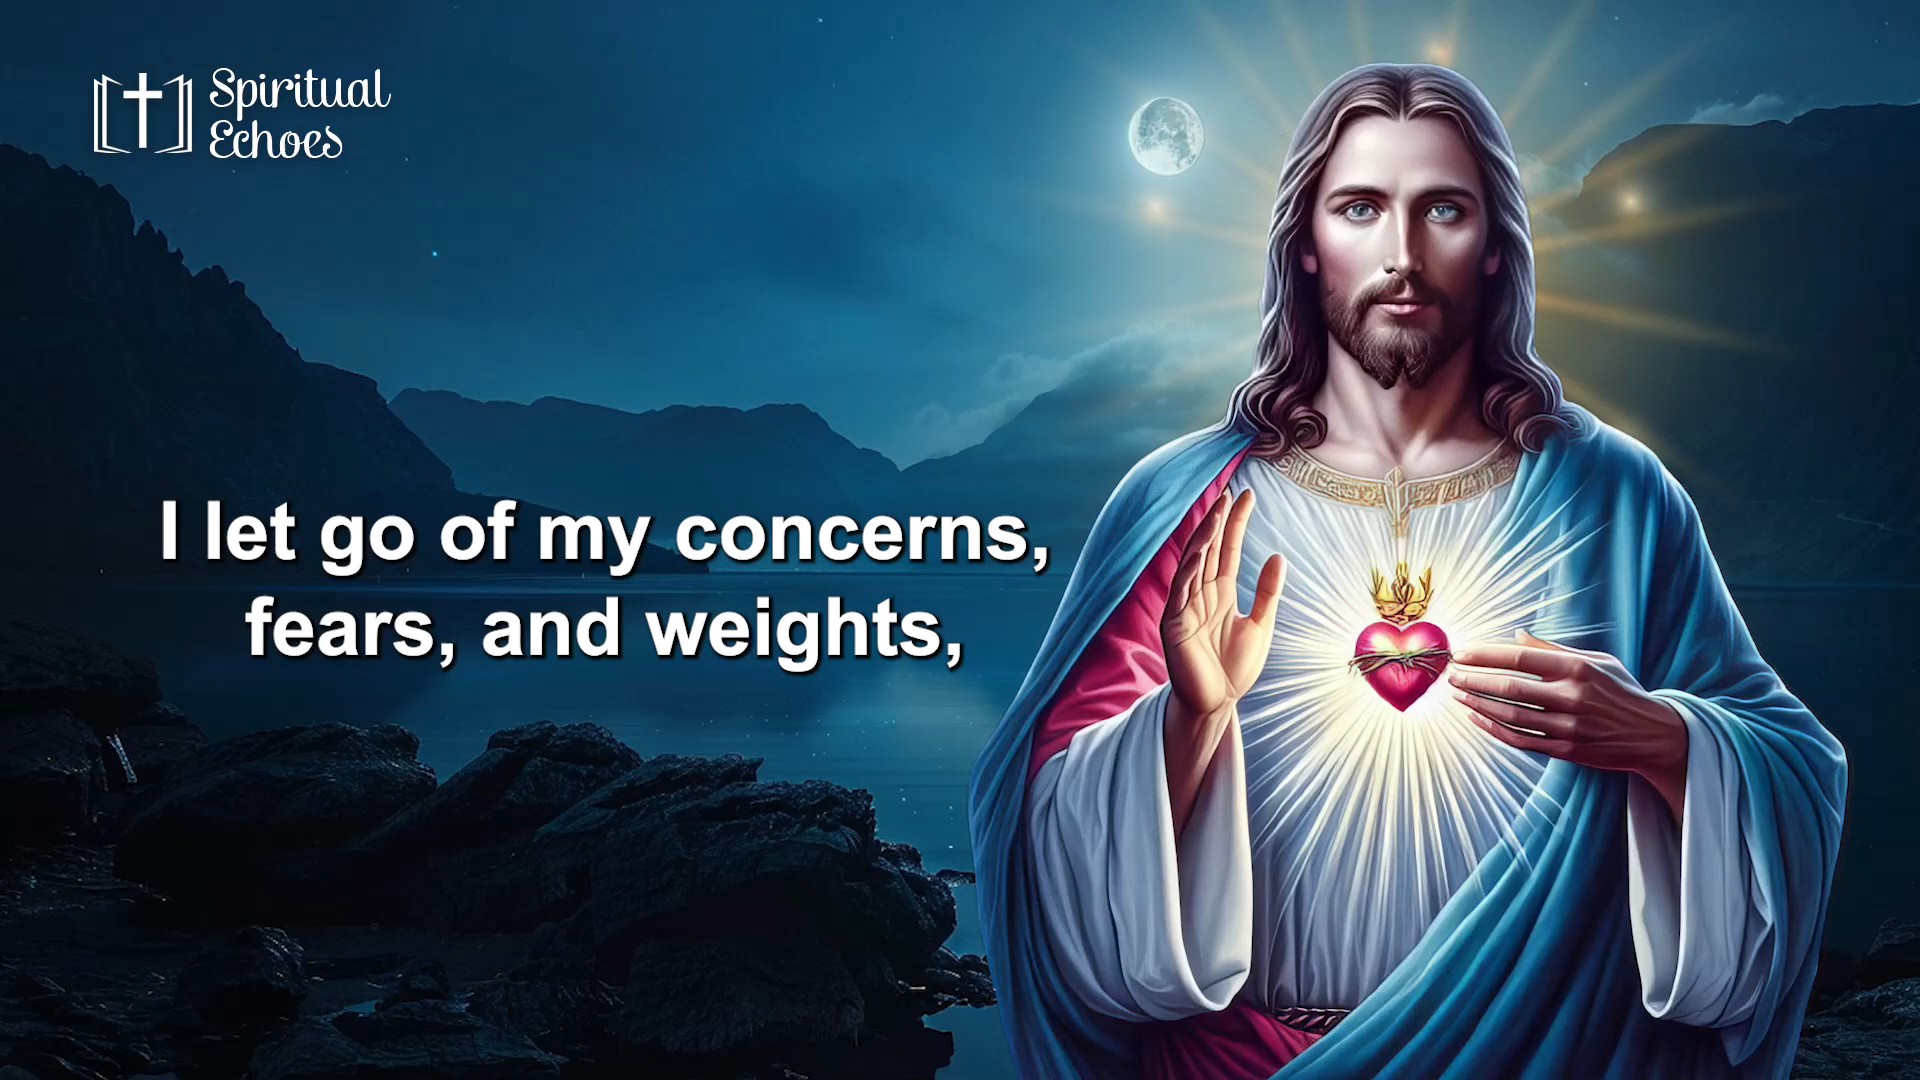 Spiritual
Echoes
I let go of my concerns,
fears, and weights,